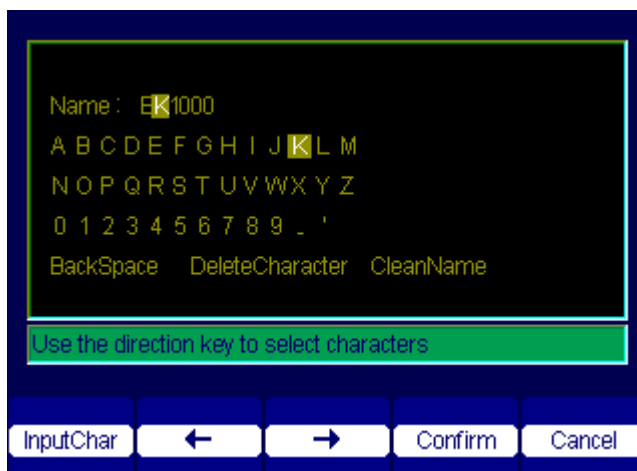 Name : BK1000
A B C D E F G H I J K L M
N O P Q R S T U V W X Y Z
0 1 2 3 4 5 6 7 8 9 _ '
BackSpace DeleteCharacter CleanName
Use the direction key to select characters
InputChar ← → Confirm Cancel